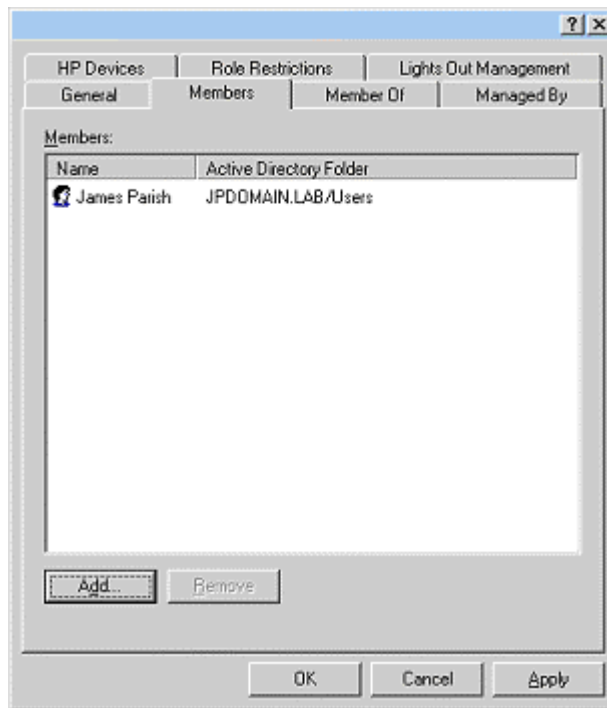 HP Devices Role Restrictions Lights Out Management
General Members Member Of Managed By
Members:
Name Active Directory Folder
James Parish JPDOMAIN.LAB/Users
Add... Remove
OK Cancel Apply